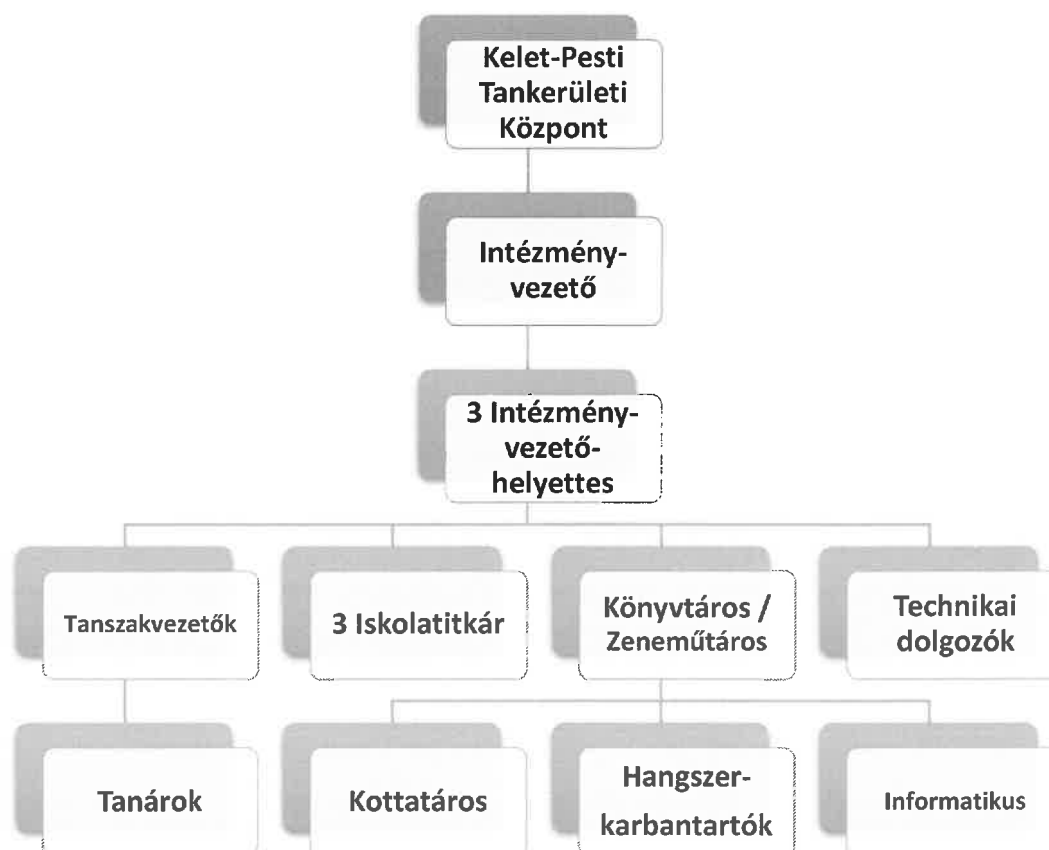 Kelet-Pesti
Tankerületi
Központ
Intézmény-
vezető
3 Intézmény-
vezető-
helyettes
Tanszakvezetők
3 Iskolatitkár
Könyvtáros /
Zeneműtáros
Technikai
dolgozók
Tanárok
Kottatáros
Hangszer-
karbantartók
Informatikus